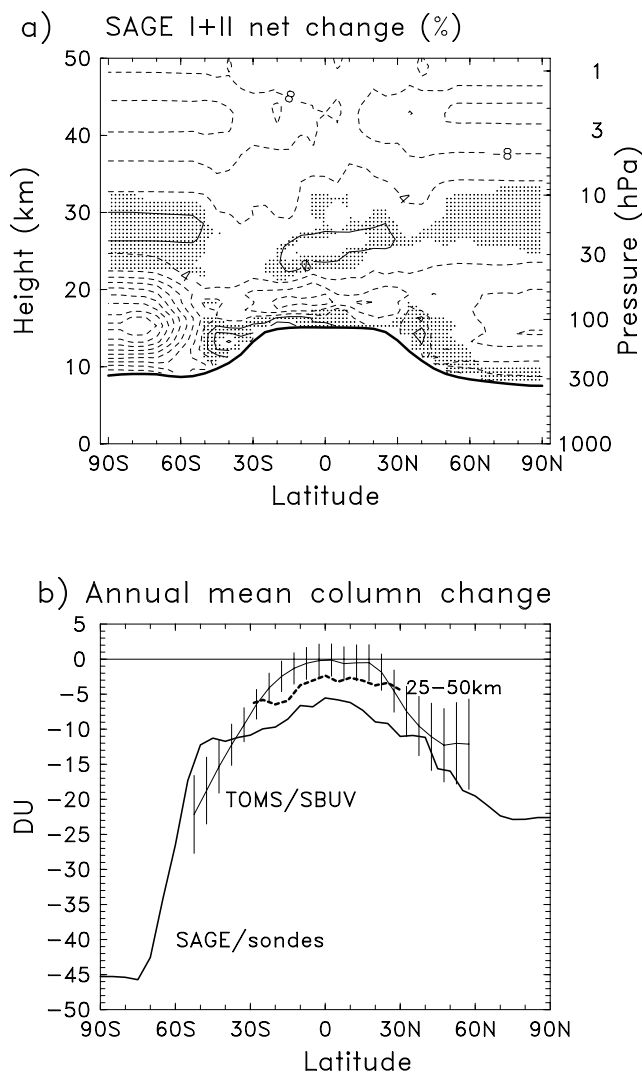 a) SAGE I+II net change (%)
50
40
30
20
10
0
Height (km)
1
3
10
30
100
300
1000
Pressure (hPa)
8
8
4
4
0
90S 60S 30S 0 30N 60N 90N
Latitude
b) Annual mean column change
5
0
-5
-10
-15
-20
-25
-30
-35
-40
-45
-50
DU
25-50km
TOMS/SBUV
SAGE/sondes
90S 60S 30S 0 30N 60N 90N
Latitude